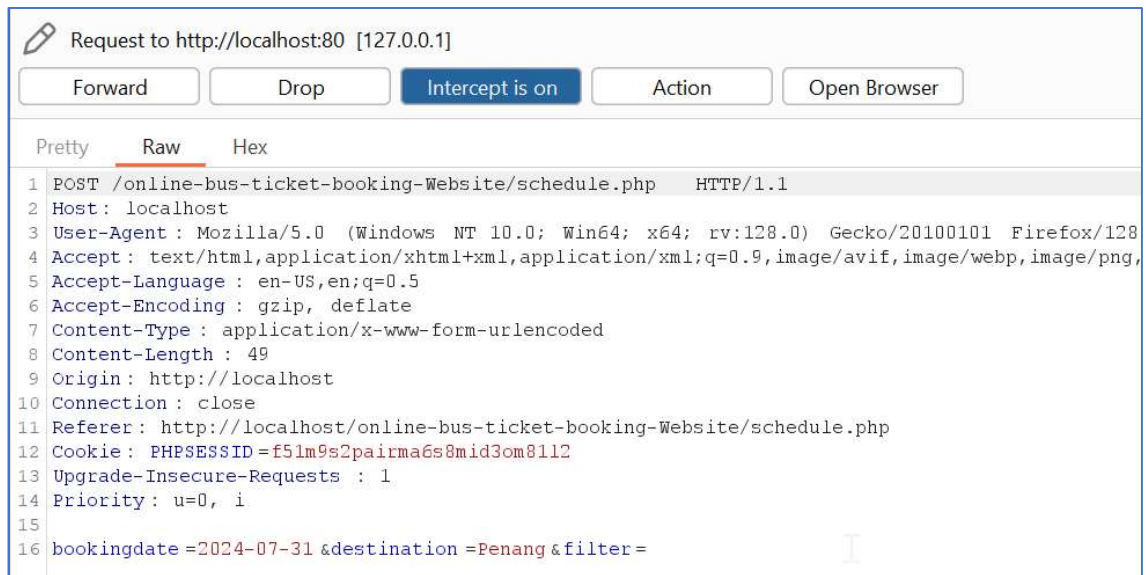 Request to http://localhost:80 [127.0.0.1]
Forward Drop Intercept is on Action Open Browser
Pretty Raw Hex
1 POST /online-bus-ticket-booking-Website/schedule.php HTTP/1.1
2 Host: localhost
3 User-Agent : Mozilla/5.0 (Windows NT 10.0; Win64; x64; rv:128.0) Gecko/20100101 Firefox/128
4 Accept : text/html,application/xhtml+xml,application/xml;q=0.9,image/avif,image/webp,image/png,
5 Accept-Language : en-US,en;q=0.5
6 Accept-Encoding : gzip, deflate
7 Content-Type : application/x-www-form-urlencoded
8 Content-Length : 49
9 Origin : http://localhost
10 Connection : close
11 Referer: http://localhost/online-bus-ticket-booking-Website/schedule.php
12 Cookie: PHPSESSID =f51m9s2pairma6s8mid3om81l2
13 Upgrade-Insecure-Requests : 1
14 Priority : u=0, i
15
16 bookingdate =2024-07-31 &destination =Penang &filter =